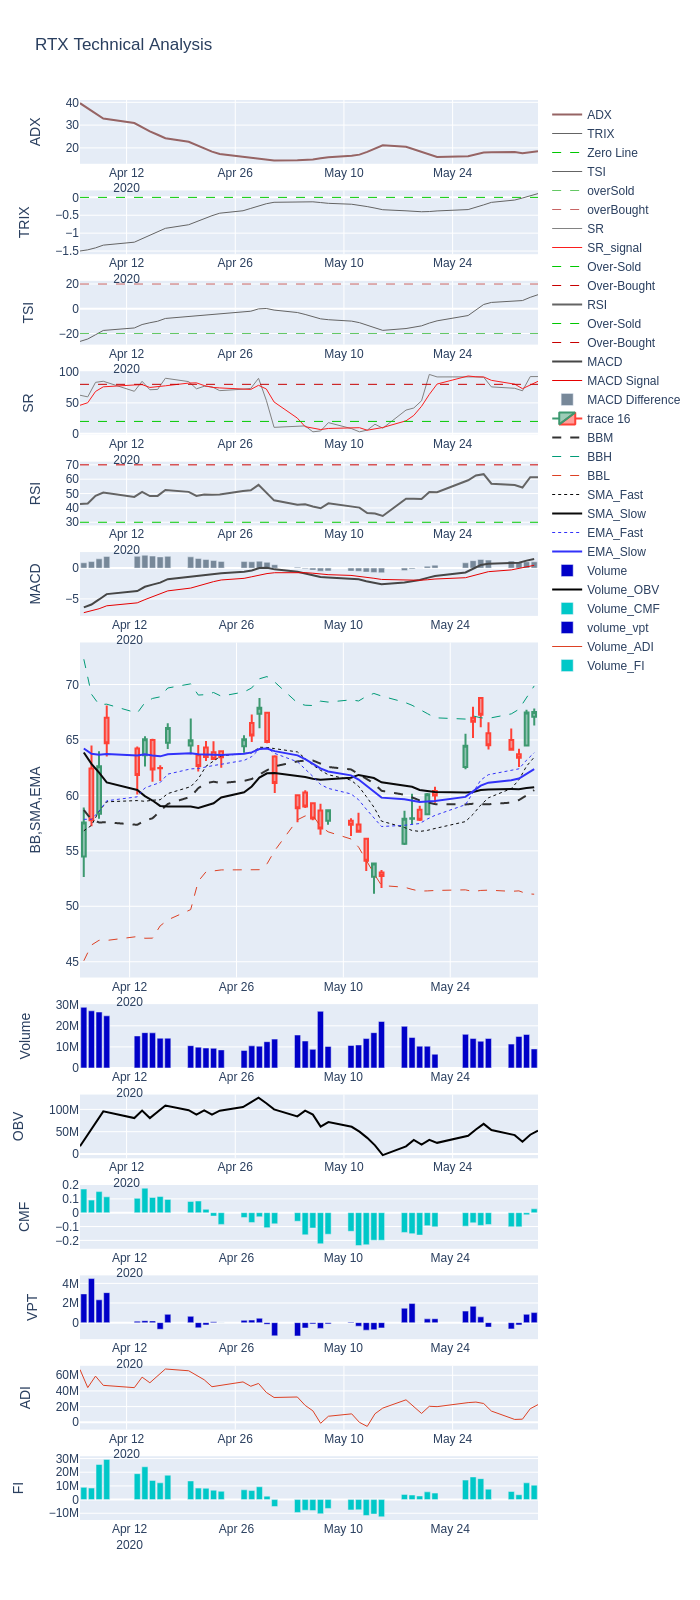 RTX Technical Analysis
ADX
40
30
20
Apr 12
2020
Apr 26
May 10
May 24
TRIX
0
−0.5
−1
−1.5
Apr 12
2020
Apr 26
May 10
May 24
TSI
20
0
−20
Apr 12
2020
Apr 26
May 10
May 24
SR
100
50
0
Apr 12
2020
Apr 26
May 10
May 24
RSI
70
60
50
40
30
Apr 12
2020
Apr 26
May 10
May 24
MACD
0
−5
Apr 12
2020
Apr 26
May 10
May 24
BB,SMA,EMA
70
65
60
55
50
45
Apr 12
2020
Apr 26
May 10
May 24
Volume
30M
20M
10M
0
Apr 12
2020
Apr 26
May 10
May 24
OBV
100M
50M
0
Apr 12
2020
Apr 26
May 10
May 24
CMF
0.2
0.1
0
−0.1
−0.2
Apr 12
2020
Apr 26
May 10
May 24
VPT
4M
2M
0
Apr 12
2020
Apr 26
May 10
May 24
ADI
60M
40M
20M
0
Apr 12
2020
Apr 26
May 10
May 24
FI
30M
20M
10M
0
−10M
Apr 12
2020
Apr 26
May 10
May 24
ADX
TRIX
Zero Line
TSI
overSold
overBought
SR
SR_signal
Over-Sold
Over-Bought
RSI
Over-Sold
Over-Bought
MACD
MACD Signal
MACD Difference
trace 16
BBM
BBH
BBL
SMA_Fast
SMA_Slow
EMA_Fast
EMA_Slow
Volume
Volume_OBV
Volume_CMF
volume_vpt
Volume_ADI
Volume_FI